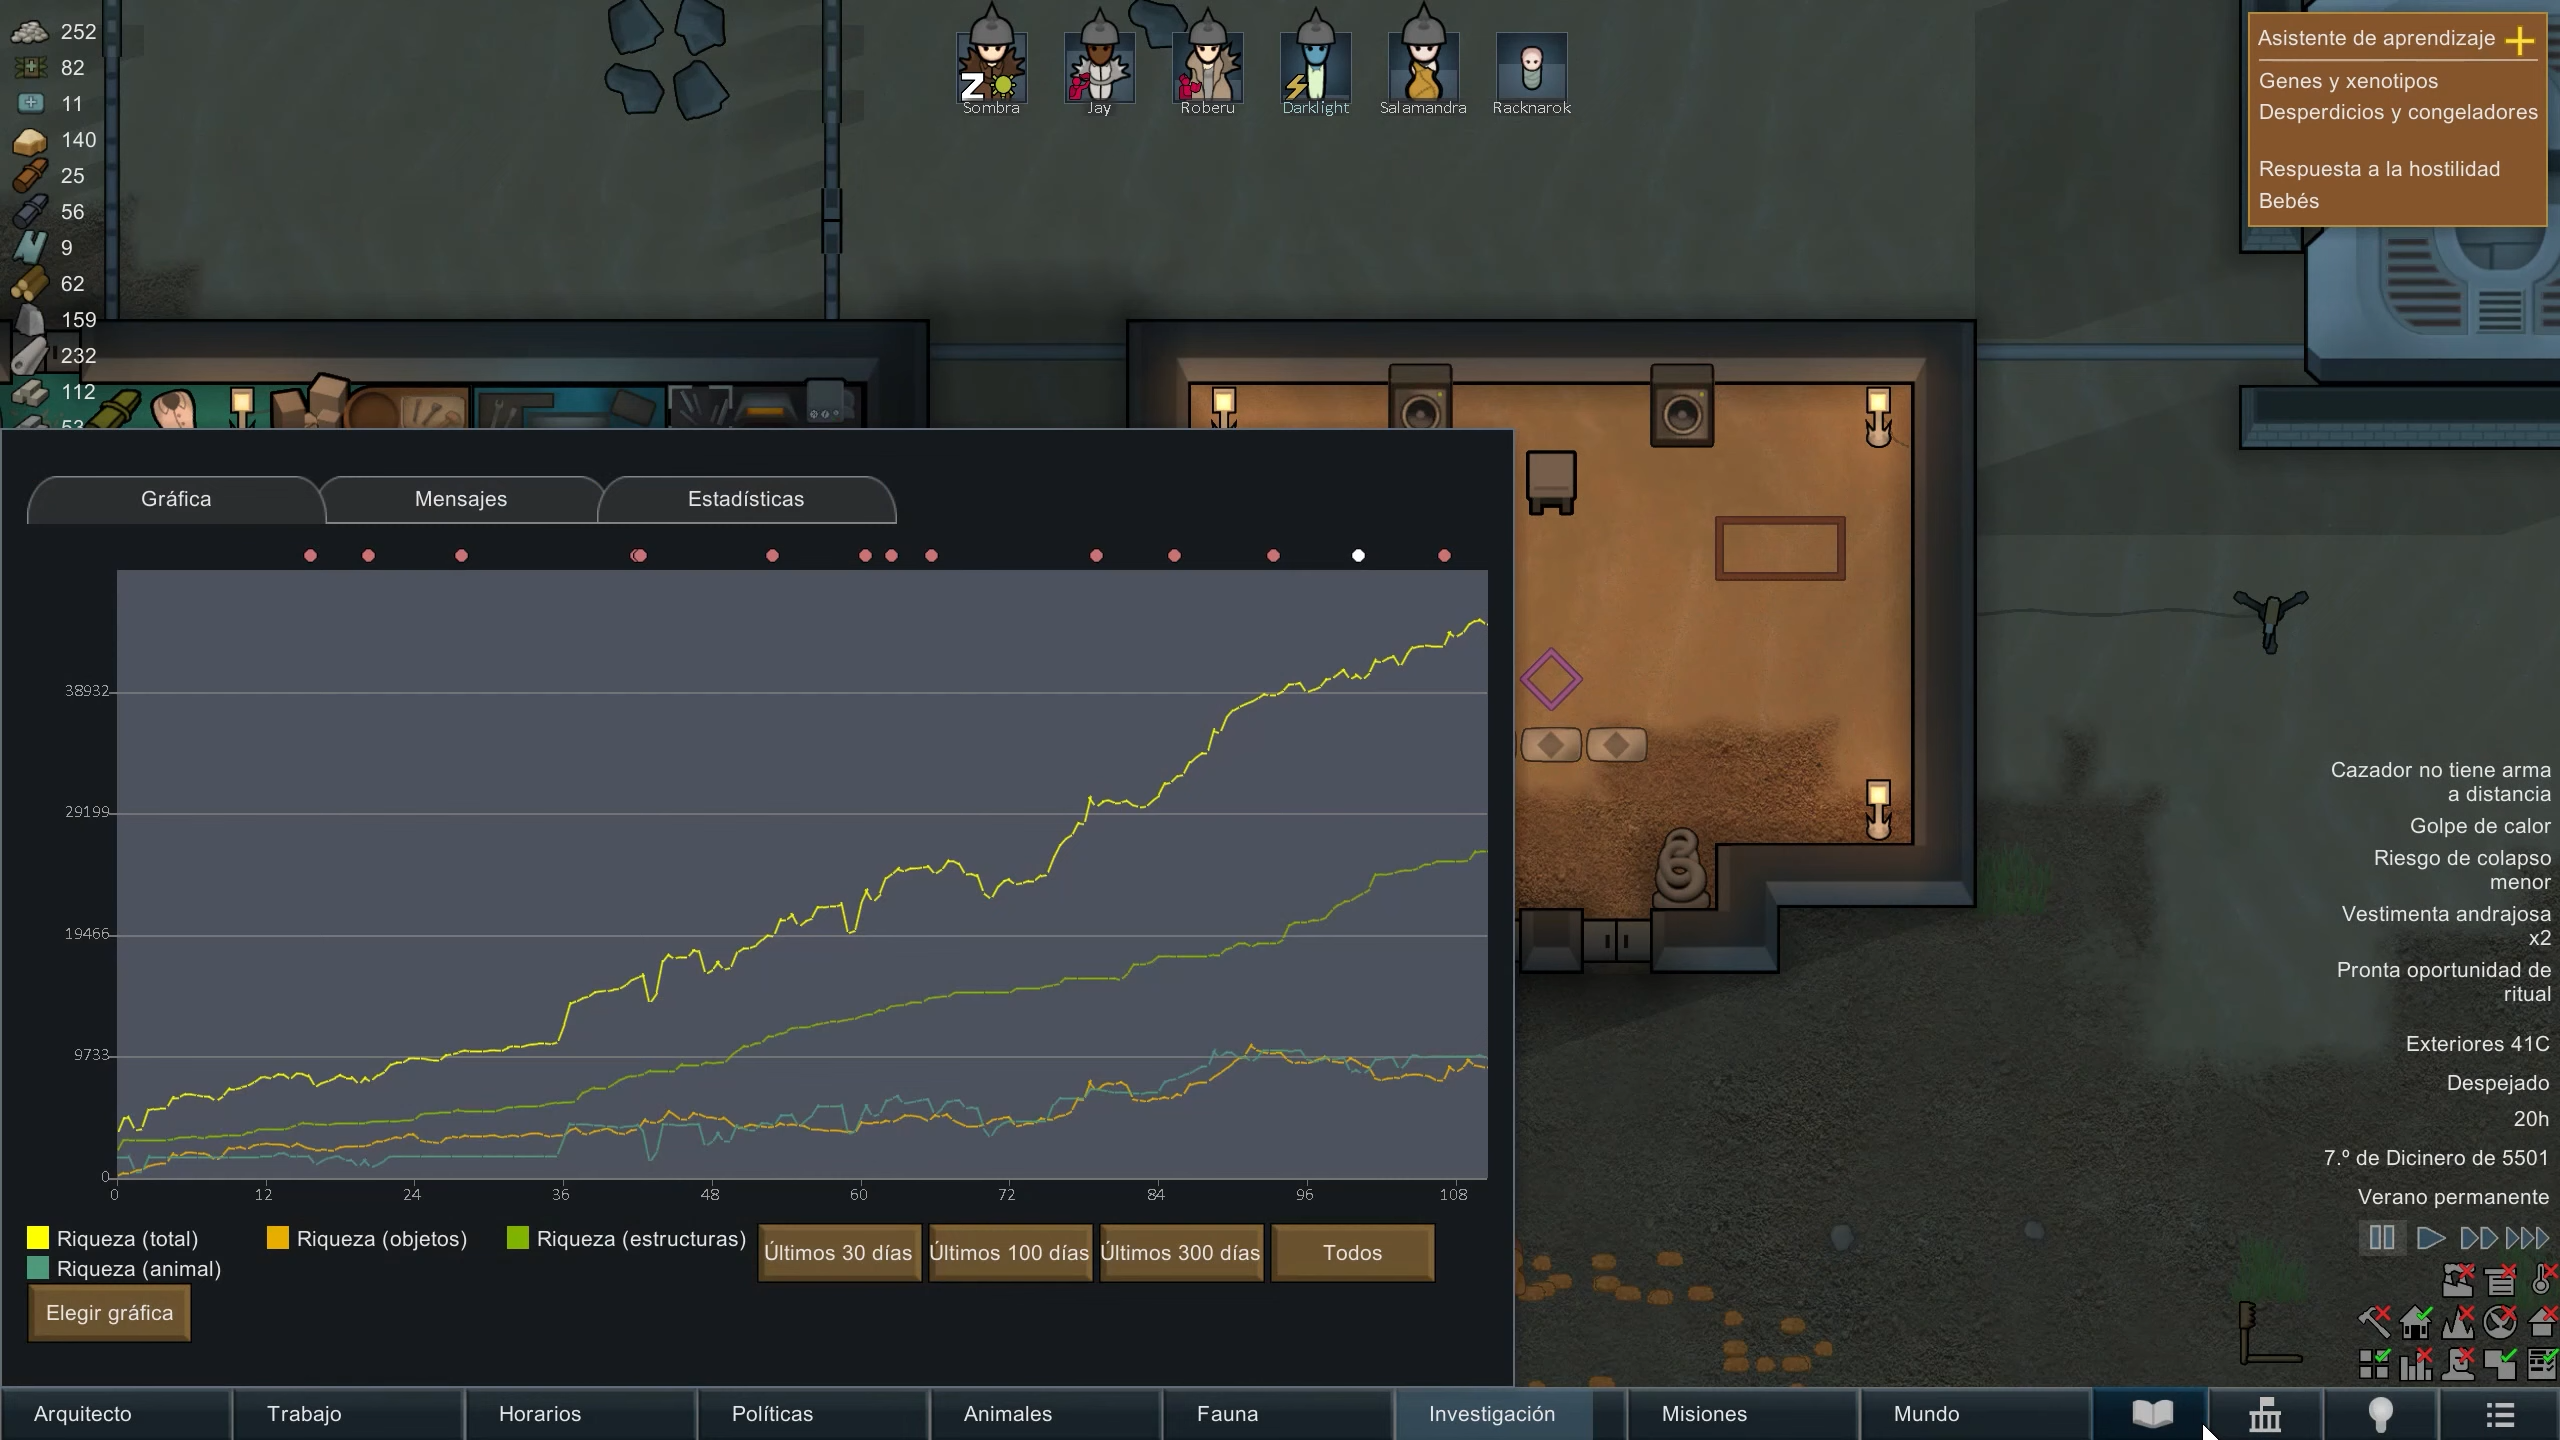 252
82
11
140
25
56
9
62
159
232
112
53
Sombra
Jay
Roberu
Darklight
Salamandra
Racknarok
Asistente de aprendizaje
Genes y xenotipos
Desperdicios y congeladores
Respuesta a la hostilidad
Bebés
Gráfica
Mensajes
Estadísticas
38932
29199
19466
9733
0
0 12 24 36 48 60 72 84 96 108
Riqueza (total)
Riqueza (objetos)
Riqueza (estructuras)
Riqueza (animal)
Últimos 30 días
Últimos 100 días
Últimos 300 días
Todos
Elegir gráfica
Cazador no tiene arma
a distancia
Golpe de calor
Riesgo de colapso
menor
Vestimenta andrajosa
x2
Pronta oportunidad de
ritual
Exteriores 41C
Despejado
20h
7.º de Dicinero de 5501
Verano permanente
Arquitecto
Trabajo
Horarios
Políticas
Animales
Fauna
Investigación
Misiones
Mundo